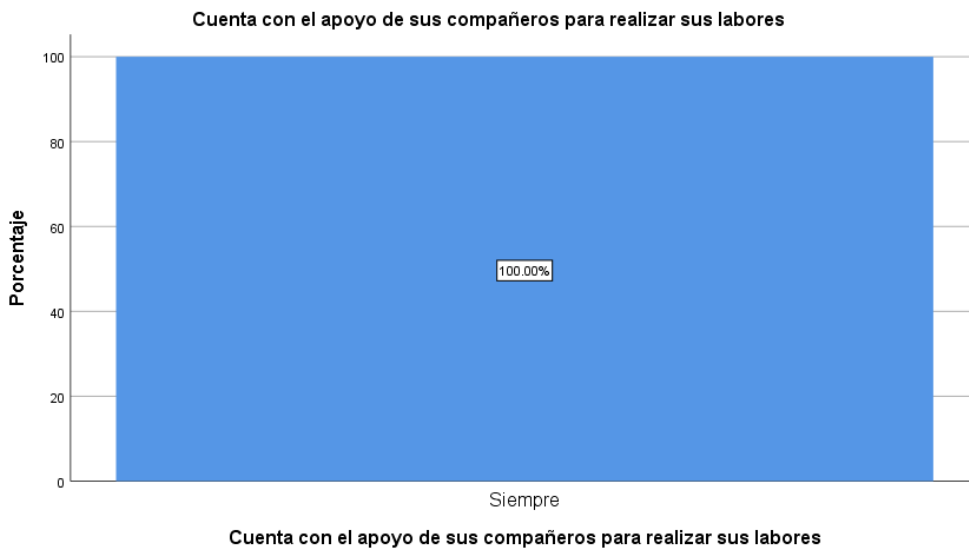 Cuenta con el apoyo de sus compañeros para realizar sus labores
100
80
60
40
20
0
Porcentaje
100.00%
Siempre
Cuenta con el apoyo de sus compañeros para realizar sus labores